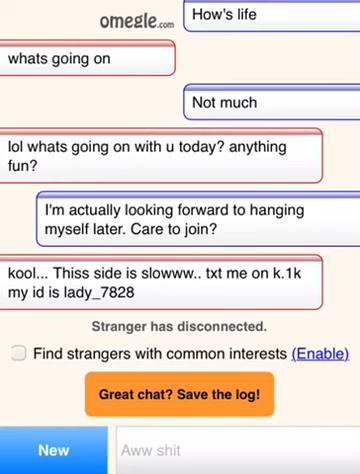 omegle.com
How's life
whats going on
Not much
lol whats going on with u today? anything
fun?
I'm actually looking forward to hanging
myself later. Care to join?
kool... Thiss side is slowww.. txt me on k.1k
my id is lady_7828
Stranger has disconnected.
Find strangers with common interests (Enable)
Great chat? Save the log!
New
Aww shit